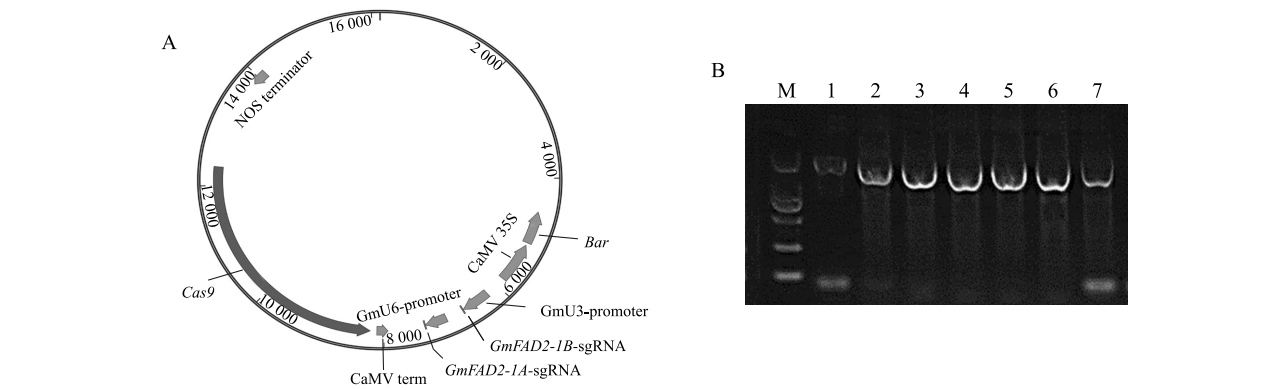 A
16 000
2 000
14 000
NOS terminator
4 000
12 000
CaMV 35S
Bar
6 000
Cas9
10 000
GmU6-promoter
GmU3-promoter
8 000
GmFAD2-1B-sgRNA
GmFAD2-1A-sgRNA
CaMV term
B
M 1 2 3 4 5 6 7